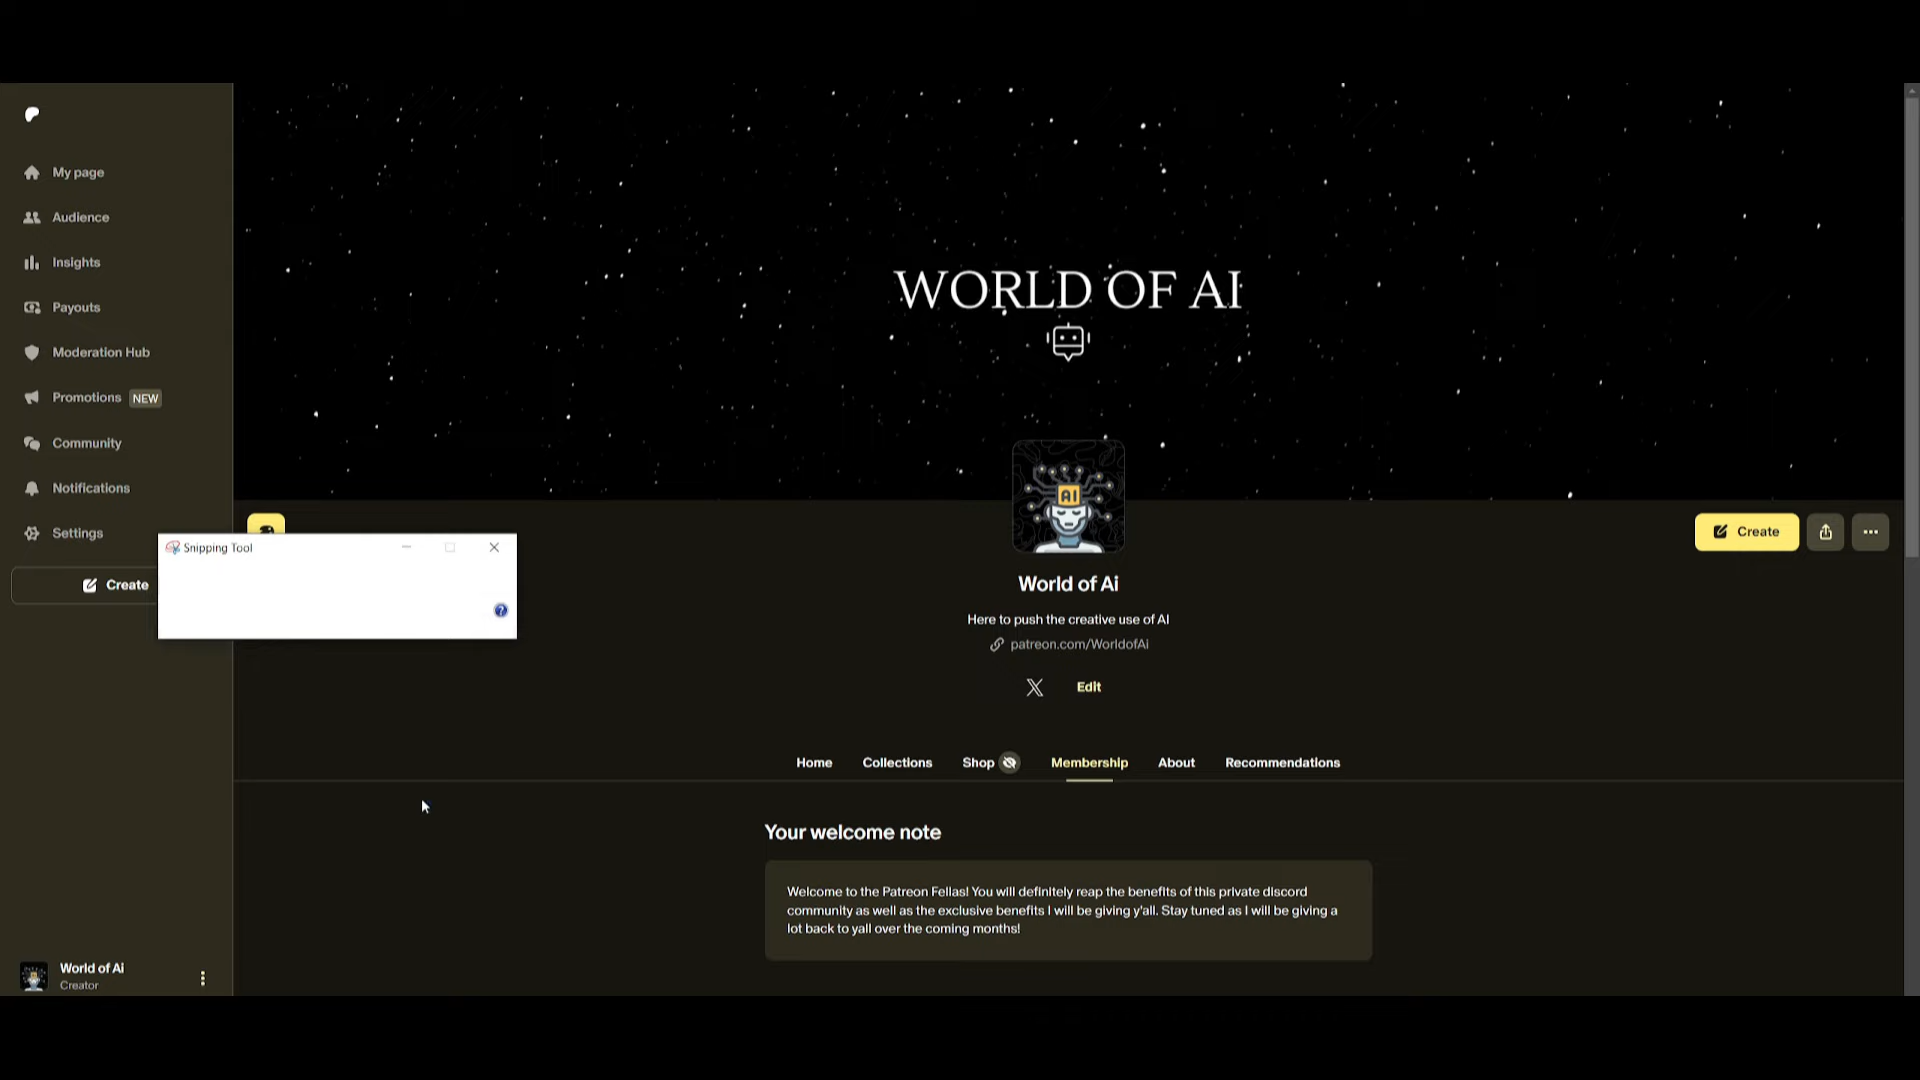 My page
Audience
Insights
Payouts
Moderation Hub
Promotions NEW
Community
Notifications
Settings
Create
Snipping Tool
?
WORLD OF AI
AI
Create
World of Ai
Here to push the creative use of AI
patreon.com/WorldofAi
Edit
Home Collections Shop Membership About Recommendations
Your welcome note
Welcome to the Patreon Fellas! You will definitely reap the benefits of this private discord
community as well as the exclusive benefits I will be giving y'all. Stay tuned as I will be giving a
lot back to yall over the coming months!
World of Ai
Creator